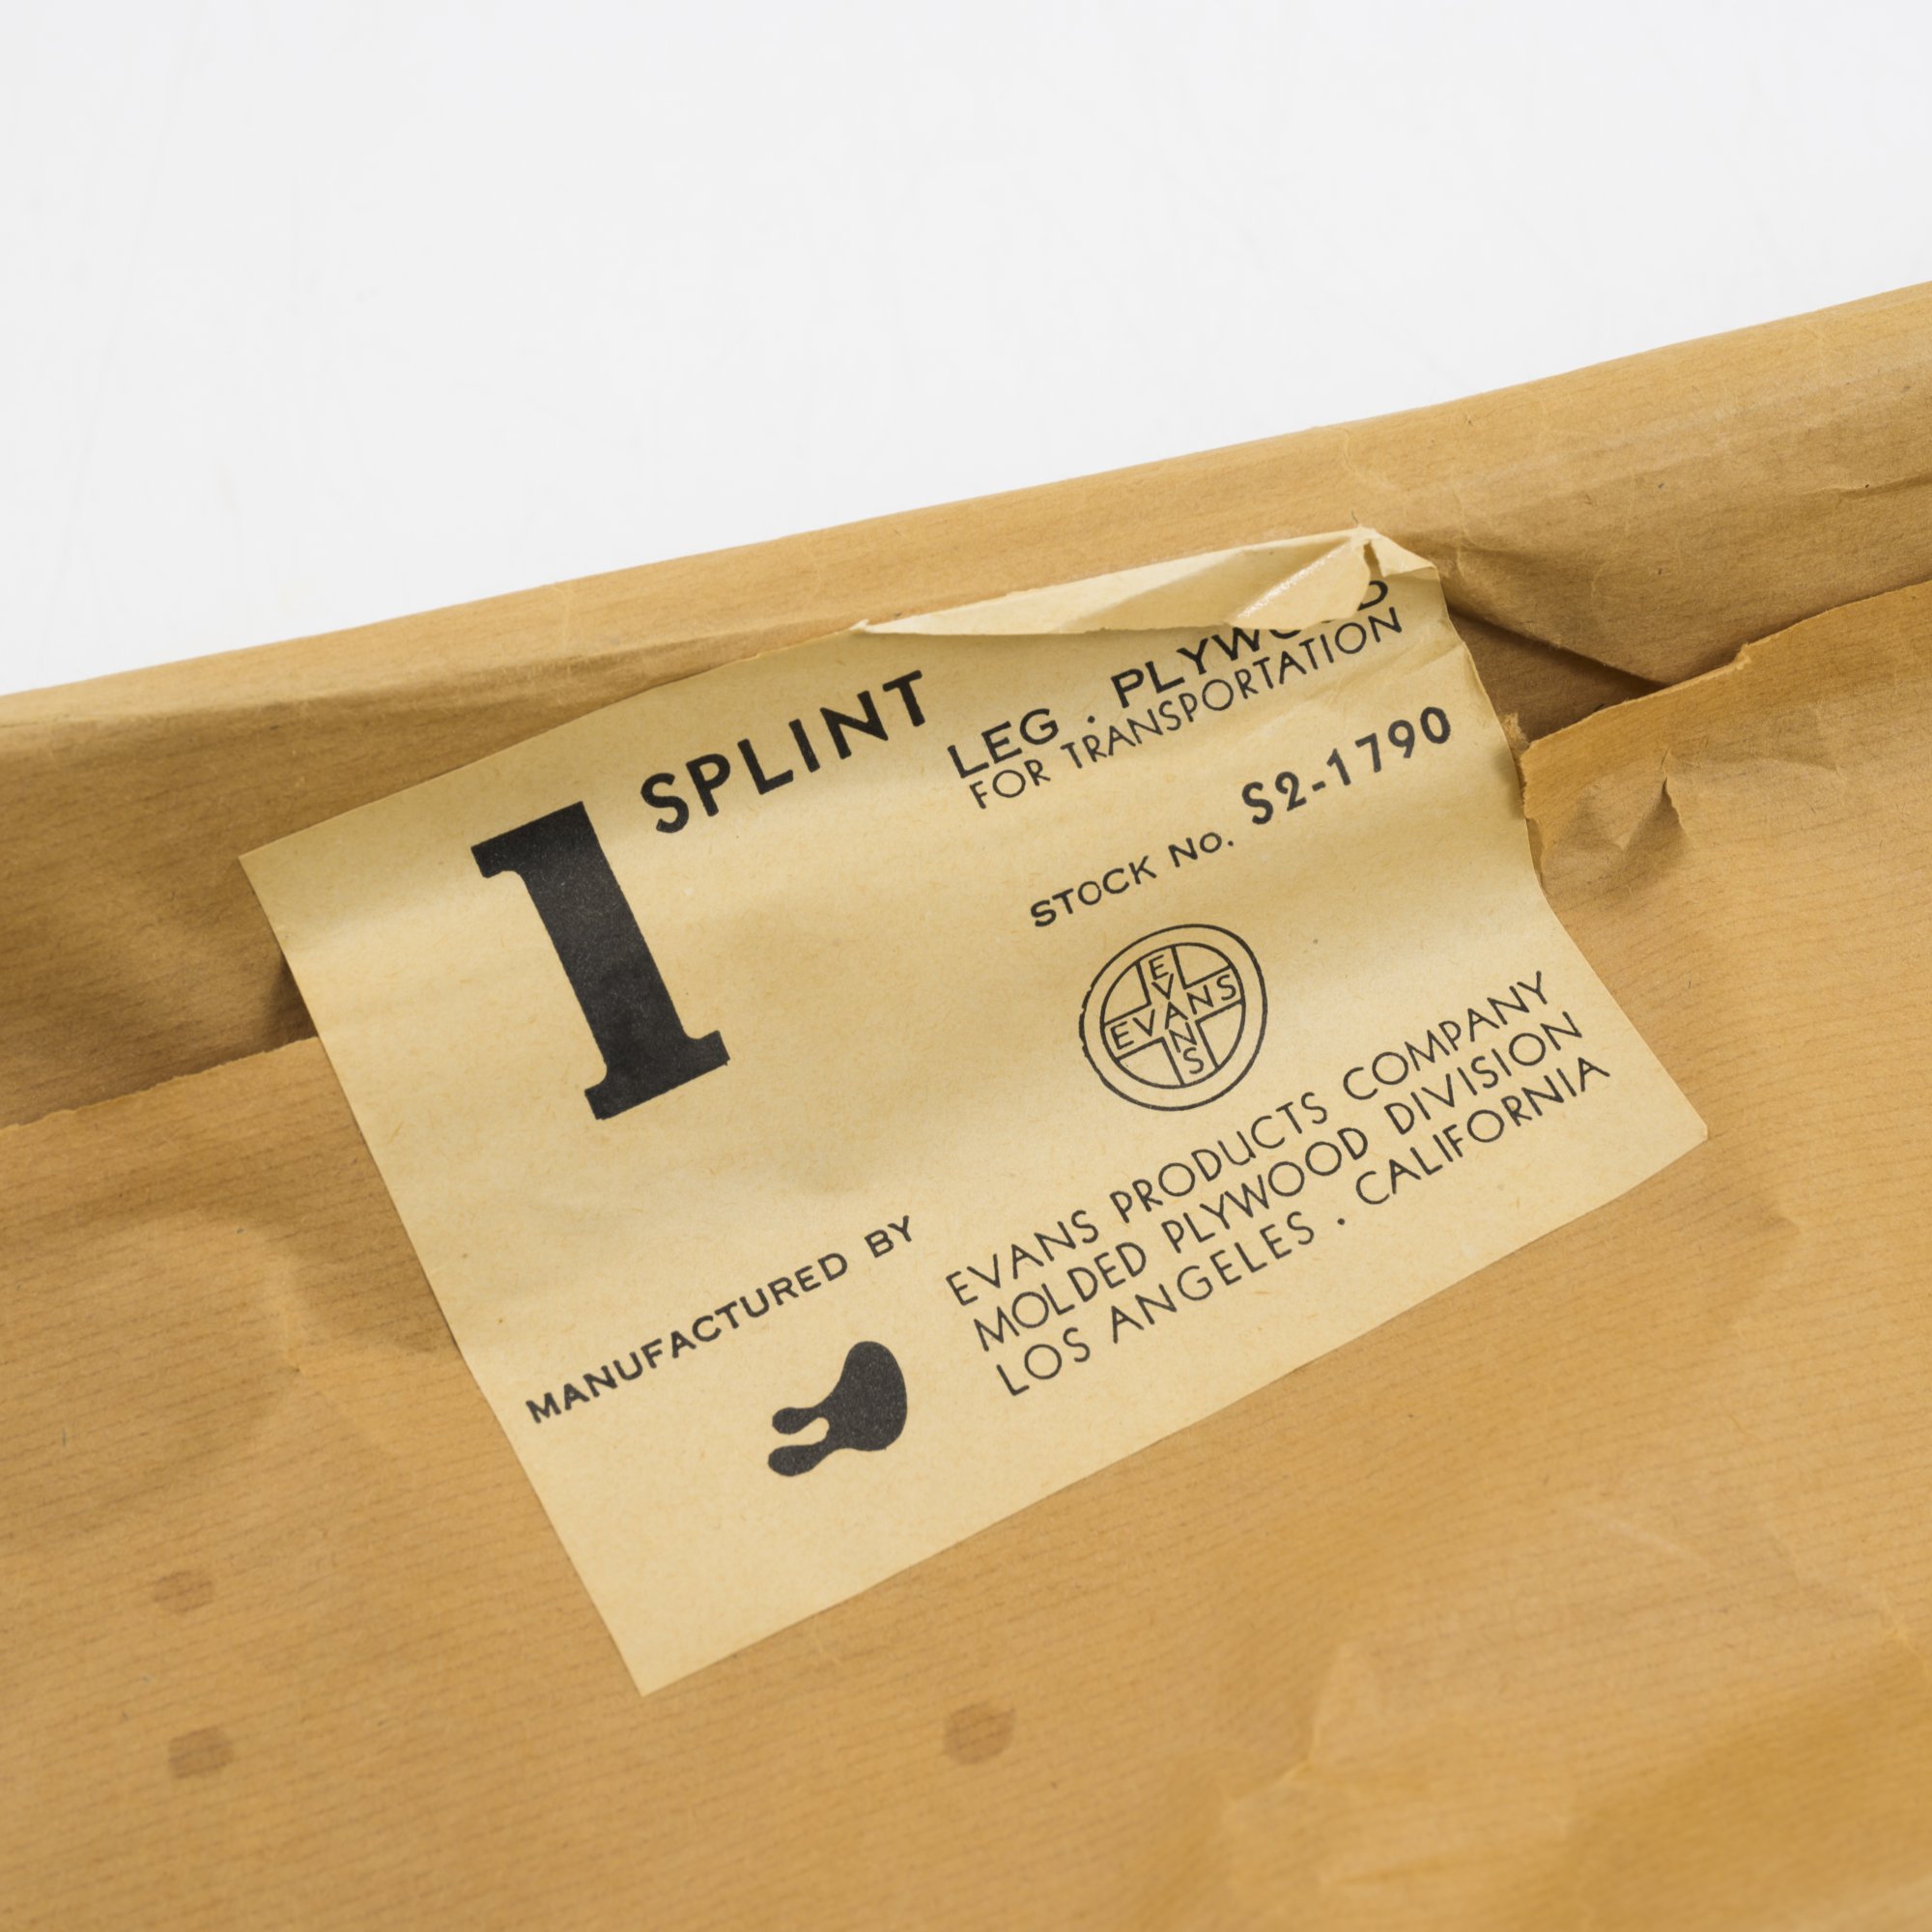 1 SPLINT
LEG . PLYWOOD
FOR TRANSPORTATION
STOCK No. S2-1790
EVANS
EVANS
MANUFACTURED BY
EVANS PRODUCTS COMPANY
MOLDED PLYWOOD DIVISION
LOS ANGELES . CALIFORNIA